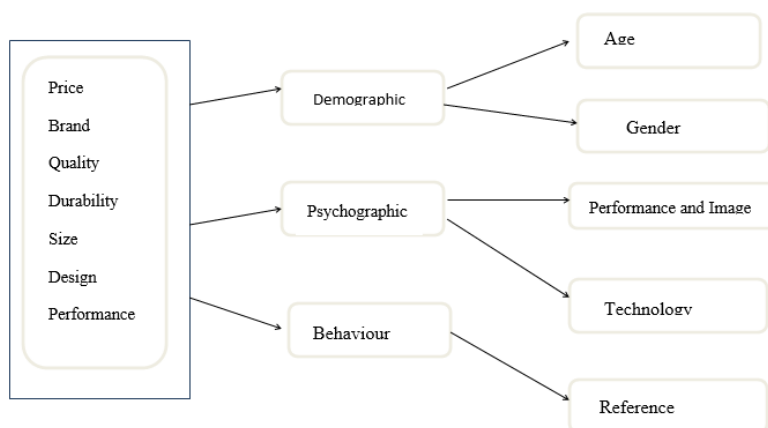 Price
Brand
Quality
Durability
Size
Design
Performance
Demographic
Psychographic
Behaviour
Age
Gender
Performance and Image
Technology
Reference